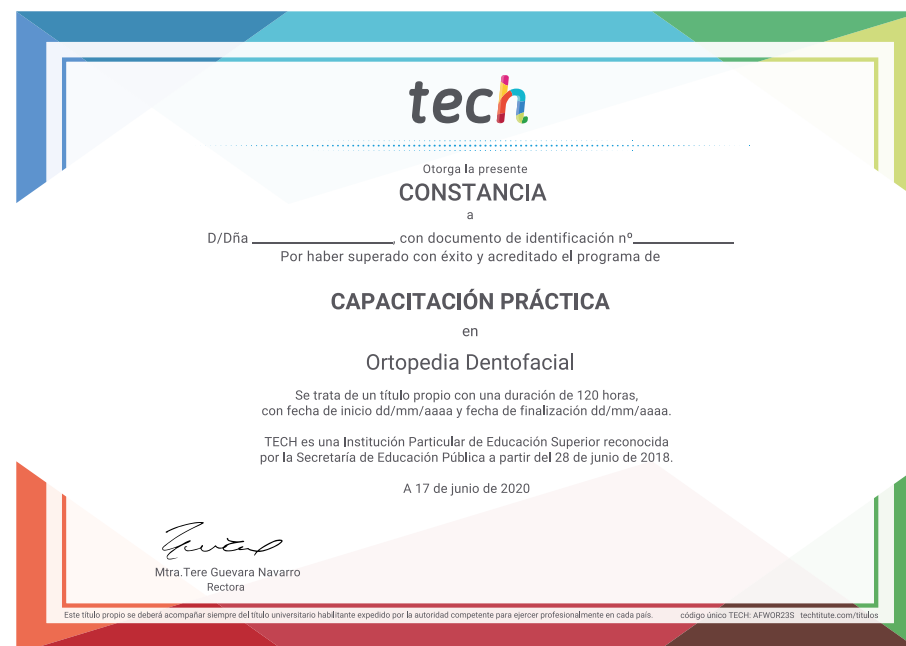 tech
Otorga la presente
CONSTANCIA
a
D/Dña ____________________, con documento de identificación nº______________
Por haber superado con éxito y acreditado el programa de
CAPACITACIÓN PRÁCTICA
en
Ortopedia Dentofacial
Se trata de un título propio con una duración de 120 horas,
con fecha de inicio dd/mm/aaaa y fecha de finalización dd/mm/aaaa.
TECH es una Institución Particular de Educación Superior reconocida
por la Secretaría de Educación Pública a partir del 28 de junio de 2018.
A 17 de junio de 2020
Mtra.Tere Guevara Navarro
Rectora
Este título propio se deberá acompañar siempre del título universitario habilitante expedido por la autoridad competente para ejercer profesionalmente en cada país. código único TECH: AFWOR23S techtitute.com/titulos